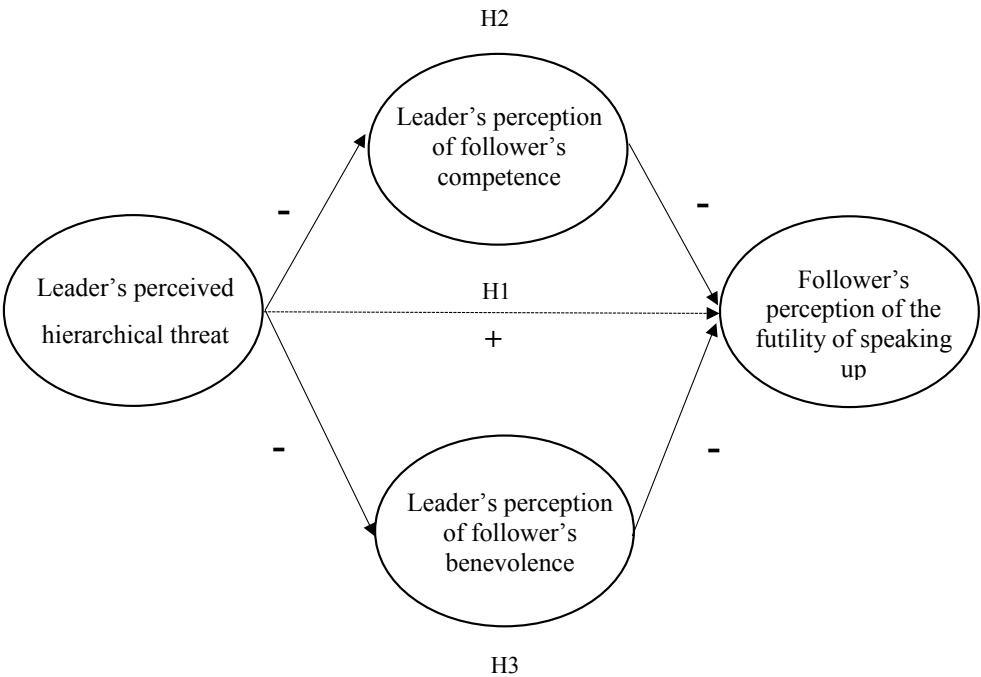 H2
Leader’s perception
of follower’s
competence
-
-
Leader’s perceived
hierarchical threat
H1
+
Follower’s
perception of the
futility of speaking
up
-
-
Leader’s perception
of follower’s
benevolence
H3